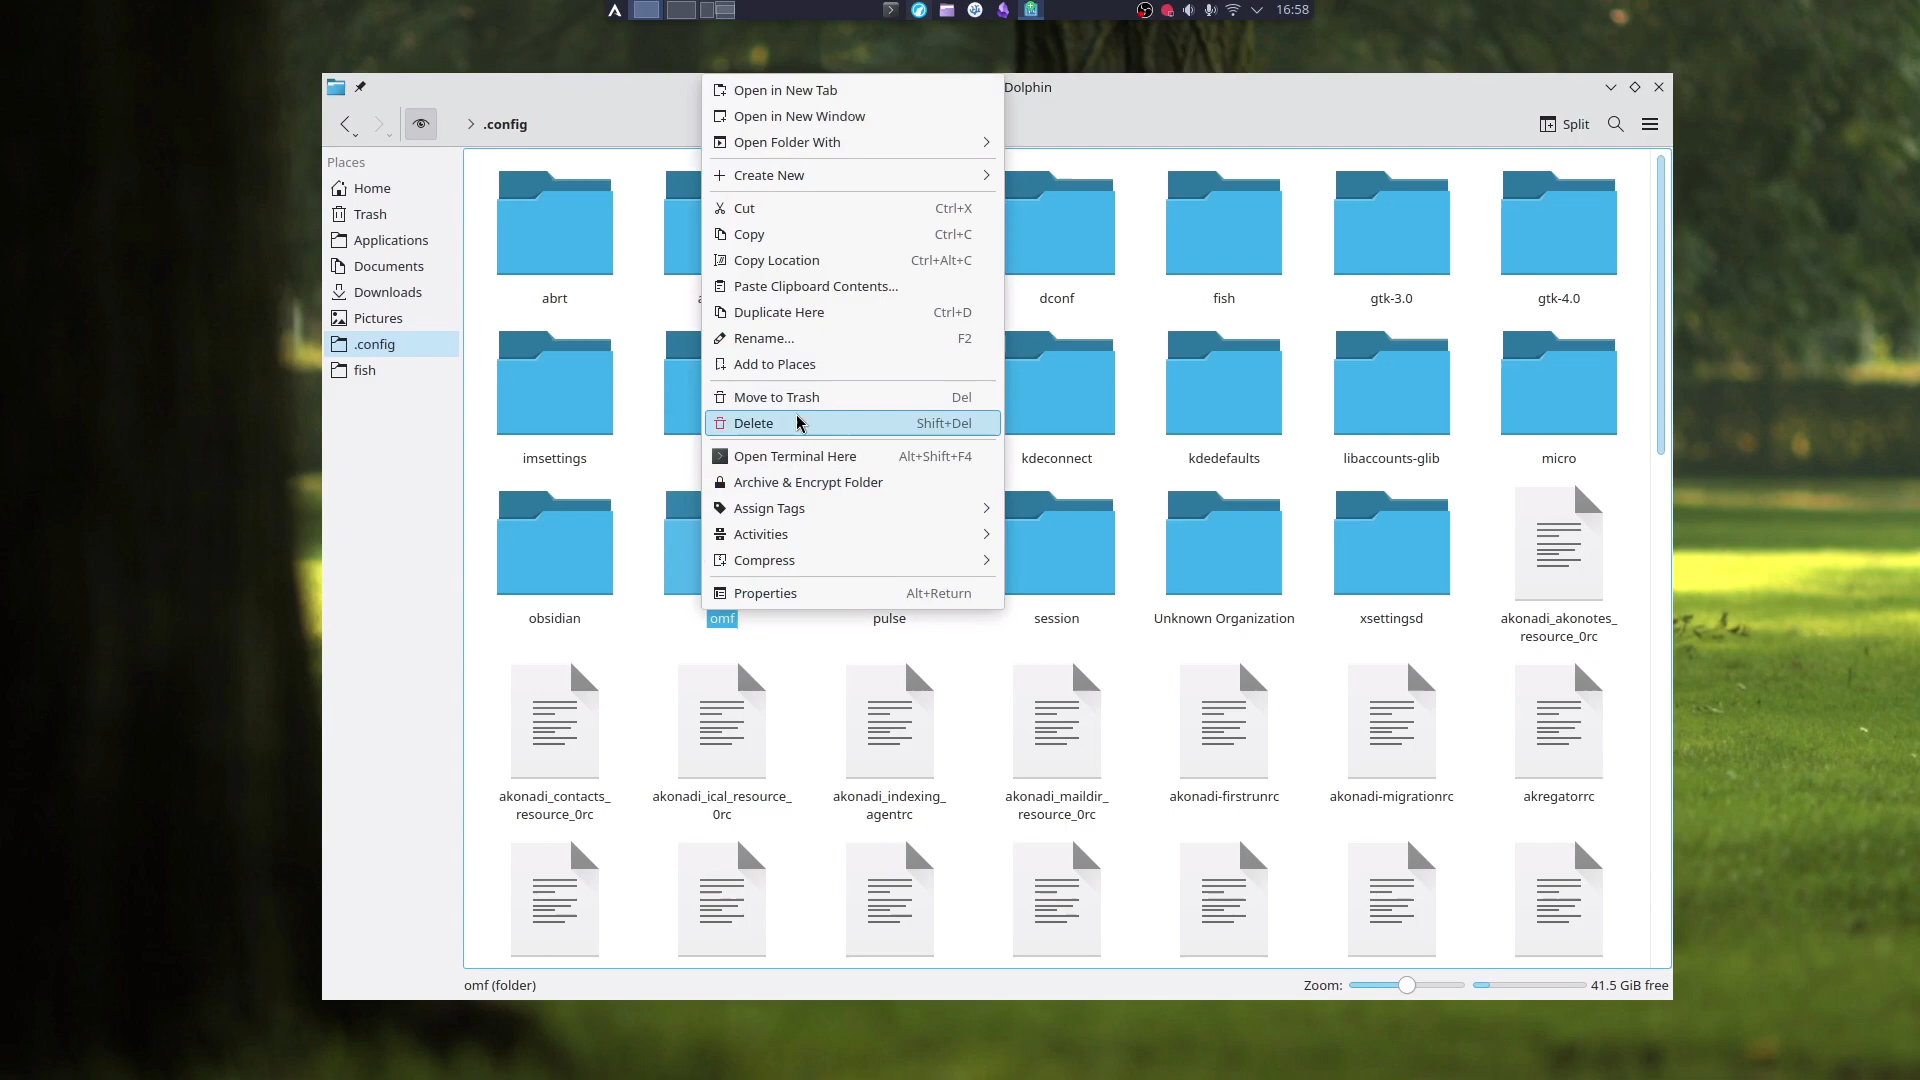 16:58
Dolphin
.config
Split
Places
Home
Trash
Applications
Documents
Downloads
Pictures
.config
fish
Open in New Tab
Open in New Window
Open Folder With
Create New
Cut Ctrl+X
Copy Ctrl+C
Copy Location Ctrl+Alt+C
Paste Clipboard Contents...
Duplicate Here Ctrl+D
Rename... F2
Add to Places
Move to Trash Del
Delete Shift+Del
Open Terminal Here Alt+Shift+F4
Archive & Encrypt Folder
Assign Tags
Activities
Compress
Properties Alt+Return
abrt
dconf
fish
gtk-3.0
gtk-4.0
imsettings
kdeconnect
kdedefaults
libaccounts-glib
micro
obsidian
omf
pulse
session
Unknown Organization
xsettingsd
akonadi_akonotes_
resource_0rc
akonadi_contacts_
resource_0rc
akonadi_ical_resource_
0rc
akonadi_indexing_
agentrc
akonadi_maildir_
resource_0rc
akonadi-firstrunrc
akonadi-migrationrc
akregatorrc
omf (folder)
Zoom:
41.5 GiB free